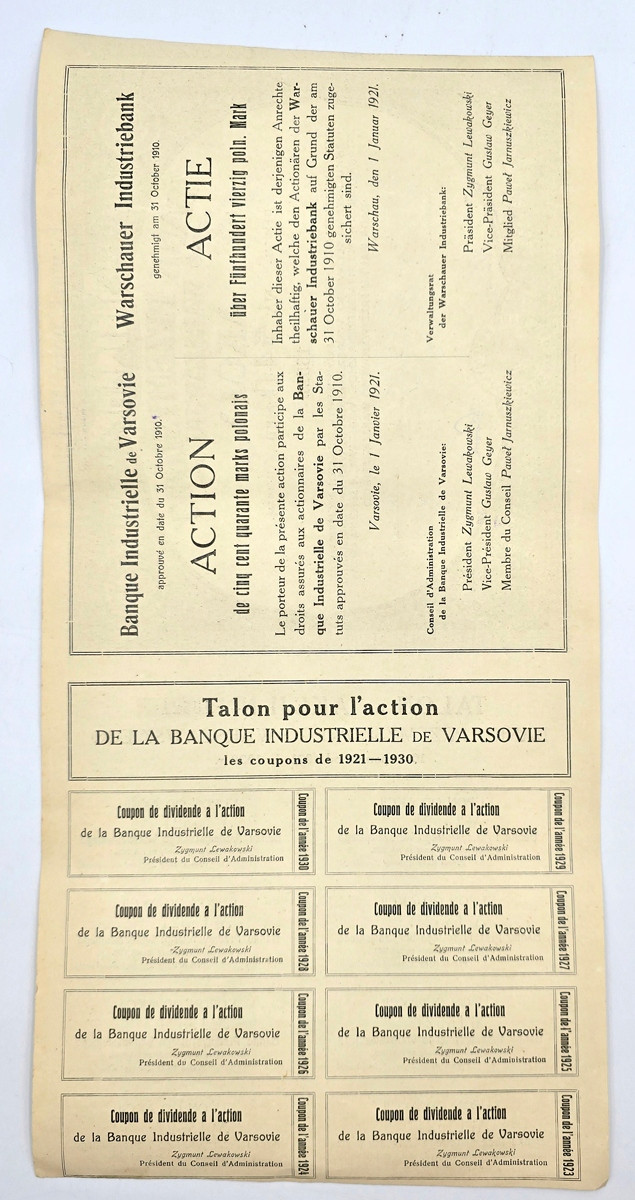 Banque Industrielle de Varsovie
approuvé en date du 31 Octobre 1910.
ACTION
de cinq cent quarante marks polonais
Le porteur de la présente action participe aux
droits assurés aux actionnaires de la Ban-
que Industrielle de Varsovie par les Sta-
tuts approuvés en date du 31 Octobre 1910.
Varsovie, le 1 Janvier 1921.
Conseil d'Administration
de la Banque Industrielle de Varsovie:
Président Zygmunt Lewakowski
Vice-Président Gustaw Geyer
Membre du Conseil Paweł Jarnuszkiewicz
Warschauer Industriebank
genehmigt am 31 October 1910.
ACTIE
über Fünfhundert vierzig poln. Mark
Inhaber dieser Actie ist derjenigen Anrechte
theilhaftig, welche den Actionären der War-
schauer Industriebank auf Grund der am
31 October 1910 genehmigten Statuten zuge-
sichert sind.
Warschau, den 1 Januar 1921.
Verwaltungsrat
der Warschauer Industriebank:
Präsident Zygmunt Lewakowski
Vice-Präsident Gustaw Geyer
Mitglied Paweł Jarnuszkiewicz
Talon pour l'action
DE LA BANQUE INDUSTRIELLE DE VARSOVIE
les coupons de 1921—1930.
Coupon de dividende a l'action
de la Banque Industrielle de Varsovie
Zygmunt Lewakowski
Président du Conseil d'Administration
Coupon de l'année 1930
Coupon de dividende a l'action
de la Banque Industrielle de Varsovie
Zygmunt Lewakowski
Président du Conseil d'Administration
Coupon de l'année 1929
Coupon de dividende a l'action
de la Banque Industrielle de Varsovie
Zygmunt Lewakowski
Président du Conseil d'Administration
Coupon de l'année 1928
Coupon de dividende a l'action
de la Banque Industrielle de Varsovie
Zygmunt Lewakowski
Président du Conseil d'Administration
Coupon de l'année 1927
Coupon de dividende a l'action
de la Banque Industrielle de Varsovie
Zygmunt Lewakowski
Président du Conseil d'Administration
Coupon de l'année 1926
Coupon de dividende a l'action
de la Banque Industrielle de Varsovie
Zygmunt Lewakowski
Président du Conseil d'Administration
Coupon de l'année 1925
Coupon de dividende a l'action
de la Banque Industrielle de Varsovie
Zygmunt Lewakowski
Président du Conseil d'Administration
Coupon de l'année 1924
Coupon de dividende a l'action
de la Banque Industrielle de Varsovie
Zygmunt Lewakowski
Président du Conseil d'Administration
Coupon de l'année 1923